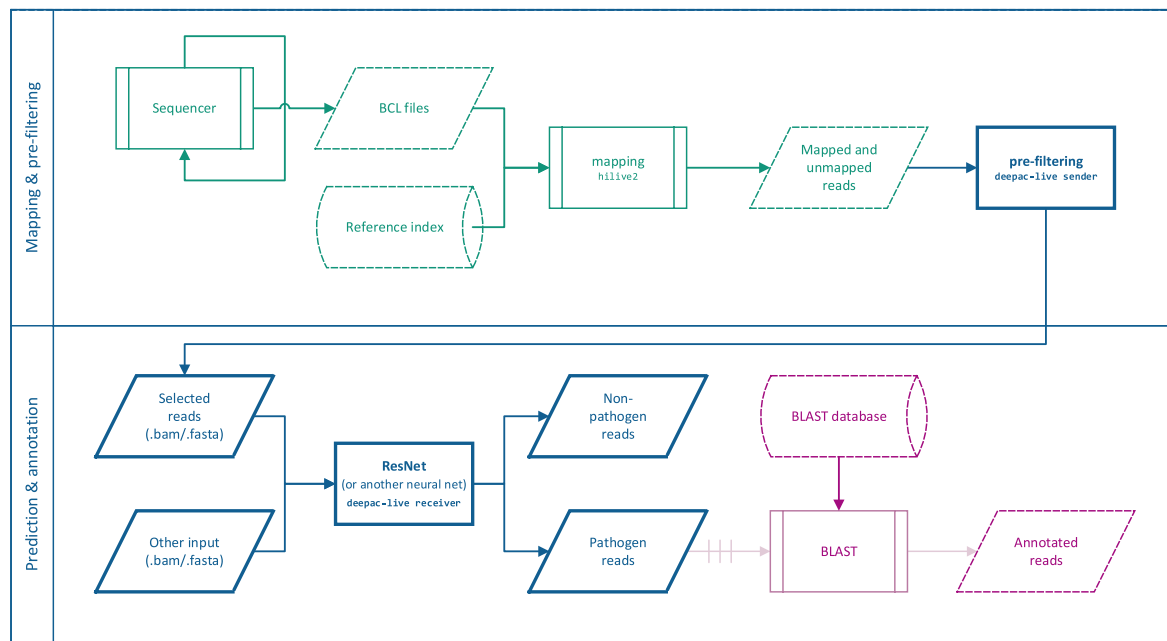 Mapping & pre-filtering
Sequencer
BCL files
Reference index
mapping
hilive2
Mapped and
unmapped
reads
pre-filtering
deepac-live sender
Prediction & annotation
Selected
reads
(.bam/.fasta)
Other input
(.bam/.fasta)
ResNet
(or another neural net)
deepac-live receiver
Non-
pathogen
reads
Pathogen
reads
BLAST database
BLAST
Annotated
reads